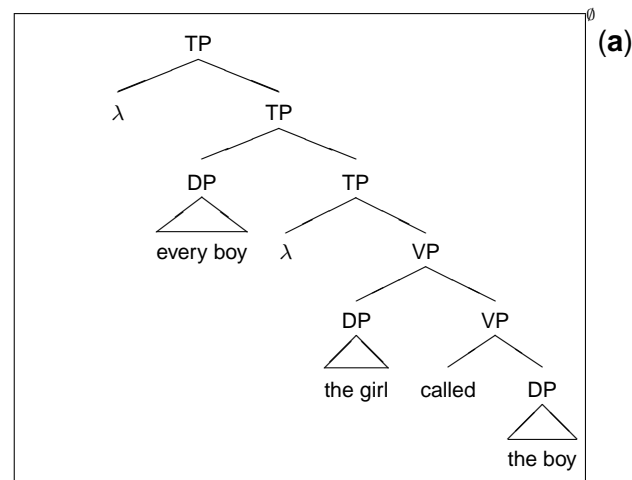 ∅
TP (a)
λ TP
DP TP
every boy λ VP
DP VP
the girl called DP
the boy